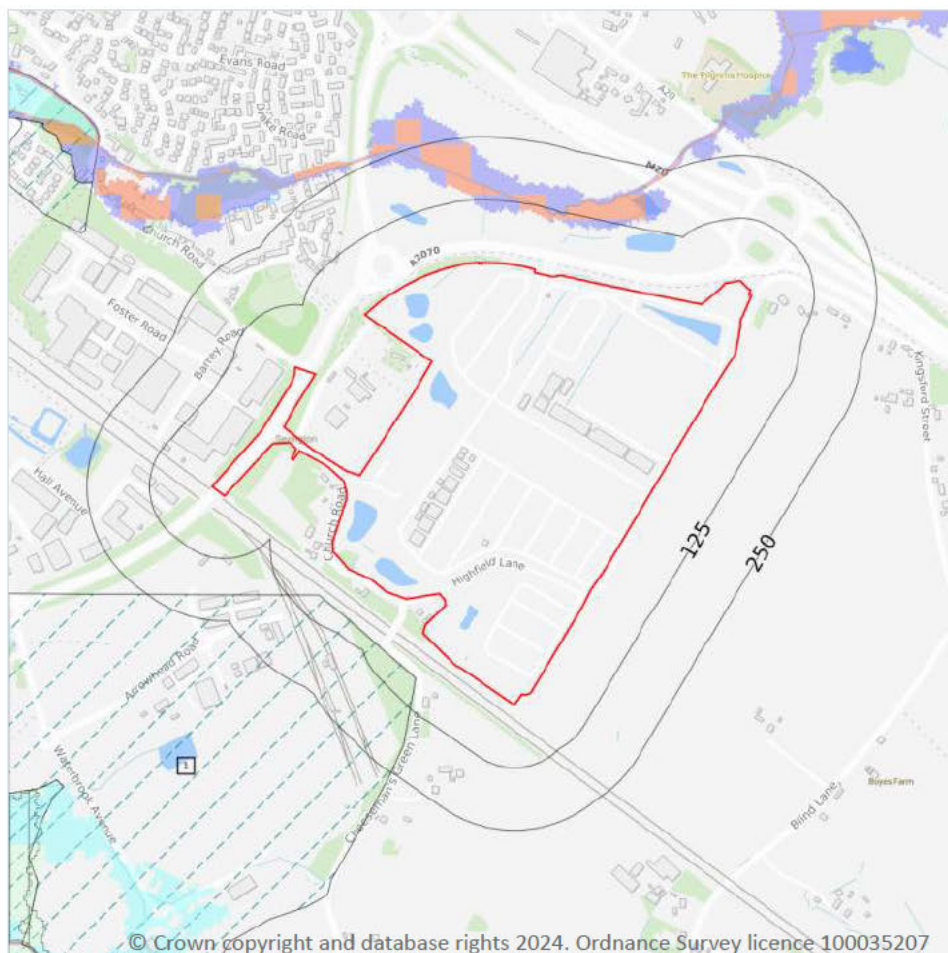 Evans Road
Drake Road
The Pilgrims Hospice
A20
M20
Church Road
A2070
Foster Road
Barrey Road
Kingsford Street
Sevington
Hall Avenue
Church Road
125
250
Highfield Lane
Arrowhead Road
Waterbrook Avenue
1
Cheeseman's Green Lane
Boyes Farm
Blind Lane
© Crown copyright and database rights 2024. Ordnance Survey licence 100035207